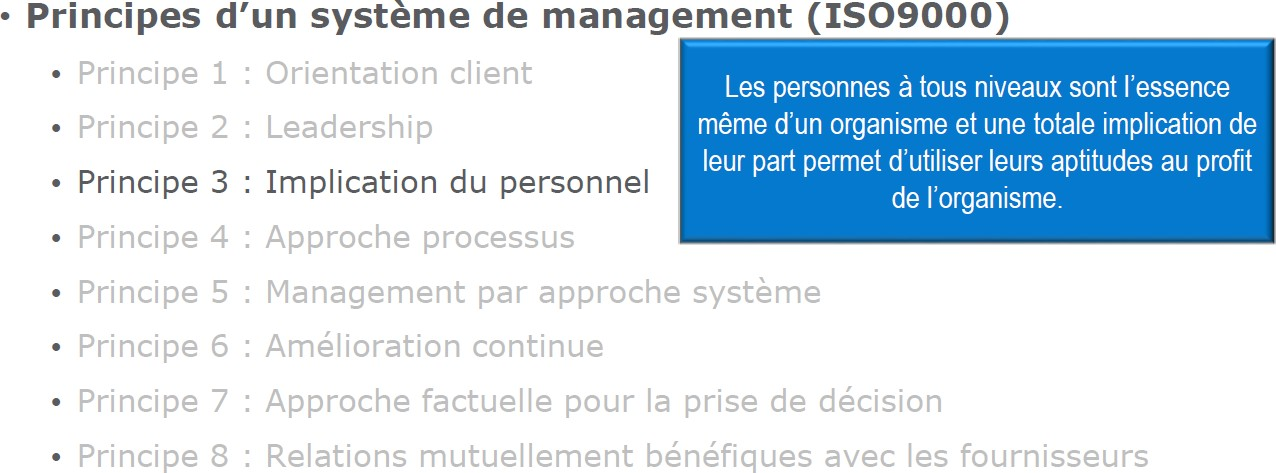 • Principes d’un système de management (ISO9000)
• Principe 1 : Orientation client
• Principe 2 : Leadership
• Principe 3 : Implication du personnel
• Principe 4 : Approche processus
• Principe 5 : Management par approche système
• Principe 6 : Amélioration continue
• Principe 7 : Approche factuelle pour la prise de décision
• Principe 8 : Relations mutuellement bénéfiques avec les fournisseurs
Les personnes à tous niveaux sont l’essence
même d’un organisme et une totale implication de
leur part permet d’utiliser leurs aptitudes au profit
de l’organisme.